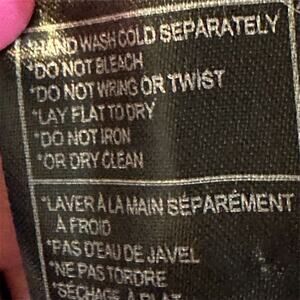 *HAND WASH COLD SEPARATELY
*DO NOT BLEACH
*DO NOT WRING OR TWIST
*LAY FLAT TO DRY
*DO NOT IRON
*OR DRY CLEAN
*LAVER À LA MAIN SÉPARÉMENT
À FROID
*PAS D'EAU DE JAVEL
*NE PAS TORDRE
*SÉCHAGE À PLAT